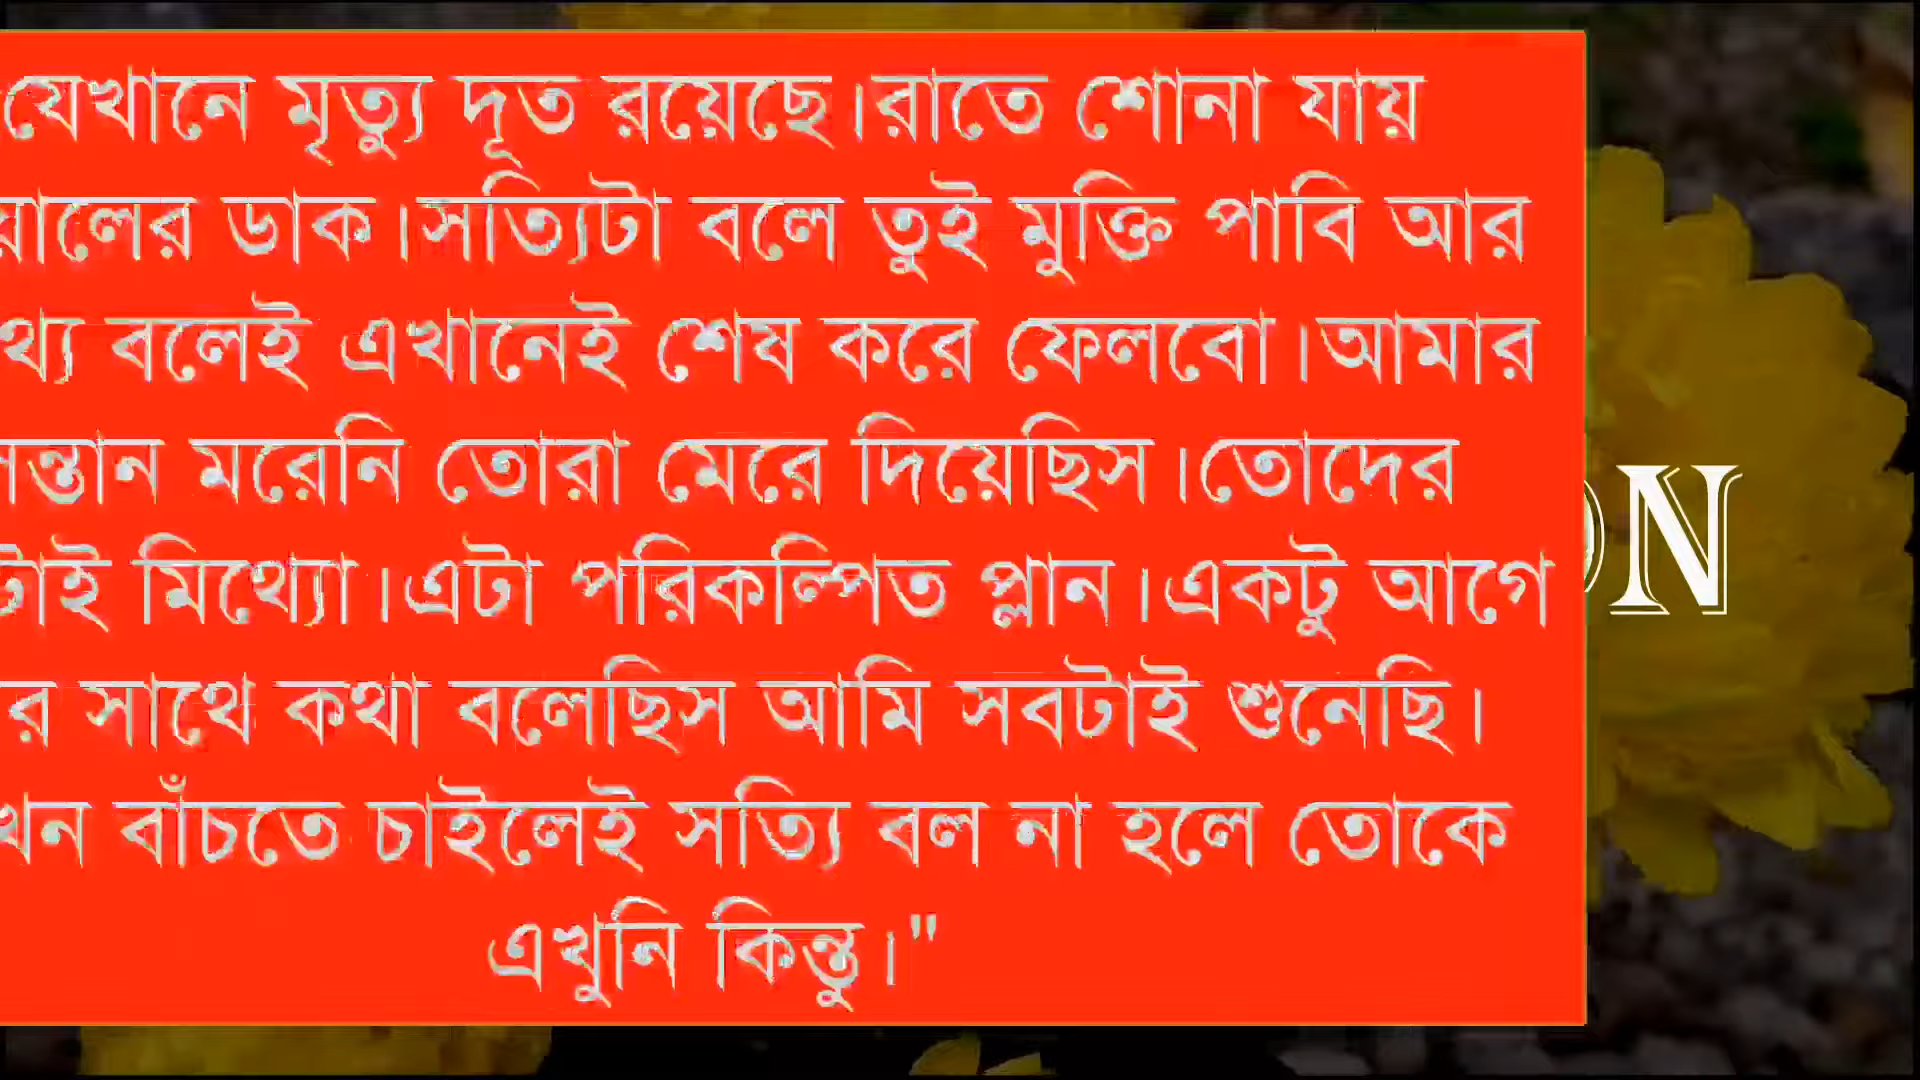 যেখানে মৃত্যু দূত রয়েছে।রাতে শোনা যায়
ডাক।সত্যিটা বলে তুই মুক্তি পাবি আর
বলেই এখানেই শেষ করে ফেলবো।আমার
মরেনি তোরা মেরে দিয়েছিস।তোদের
মিথ্যো।এটা পরিকল্পিত প্লান।একটু আগে
সাথে কথা বলেছিস আমি সবটাই শুনেছি।
বাঁচতে চাইলেই সত্যি বল না হলে তোকে
এখুনি কিন্তু।"